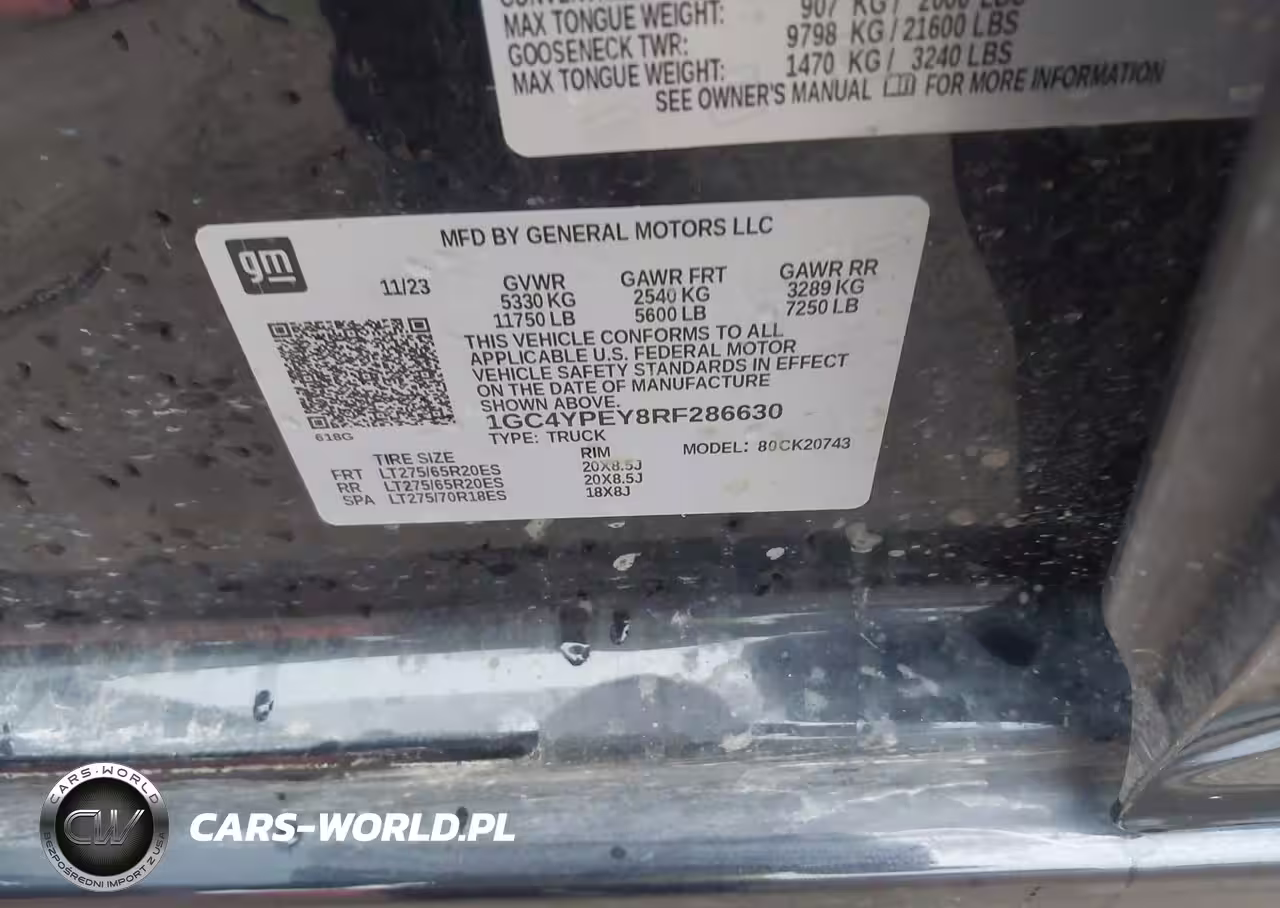 MAX TONGUE WEIGHT: 907 KG/ 2000 LBS
GOOSENECK TWR: 9798 KG/21600 LBS
MAX TONGUE WEIGHT: 1470 KG/ 3240 LBS
SEE OWNER'S MANUAL FOR MORE INFORMATION
gm
MFD BY GENERAL MOTORS LLC
11/23
GVWR GAWR FRT GAWR RR
5330 KG 2540 KG 3289 KG
11750 LB 5600 LB 7250 LB
THIS VEHICLE CONFORMS TO ALL
APPLICABLE U.S. FEDERAL MOTOR
VEHICLE SAFETY STANDARDS IN EFFECT
ON THE DATE OF MANUFACTURE
SHOWN ABOVE.
1GC4YPEY8RF286630
618G
TYPE: TRUCK MODEL: 80CK20743
TIRE SIZE RIM
FRT LT275/65R20ES 20X8.5J
RR LT275/65R20ES 20X8.5J
SPA LT275/70R18ES 18X8J
CARS-WORLD
CW
BEZPOŚREDNI IMPORT Z USA
CARS-WORLD.PL